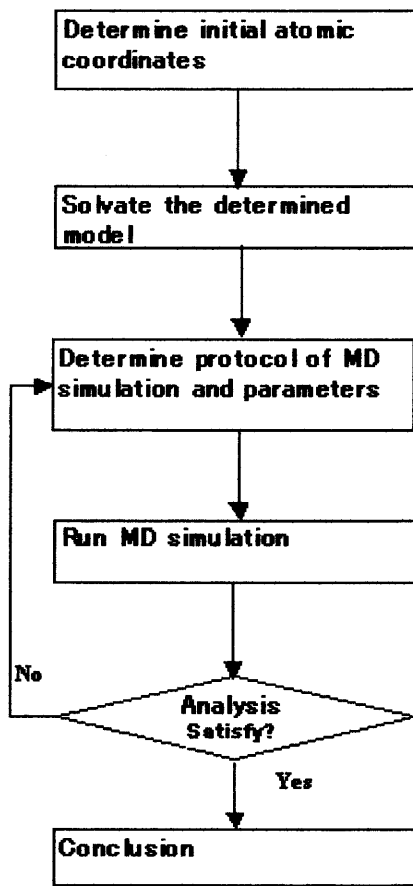 Determine initial atomic
coordinates
Solvate the determined
model
Determine protocol of MD
simulation and parameters
Run MD simulation
No
Analysis
Satisfy?
Yes
Conclusion